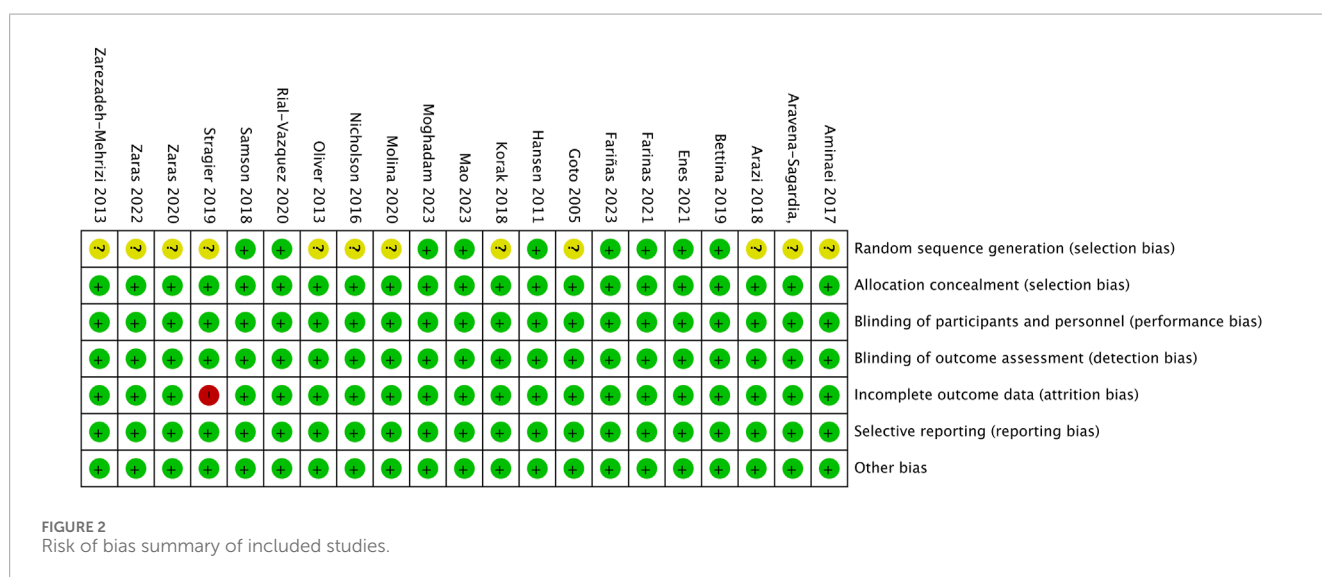 Zarezadeh-Mehrizi 2013
Zaras 2022
Zaras 2020
Stragier 2019
Samson 2018
Rial-Vazquez 2020
Oliver 2013
Nicholson 2016
Molina 2020
Moghadam 2023
Mao 2023
Korak 2018
Hansen 2011
Goto 2005
Fariñas 2023
Farinas 2021
Enes 2021
Bettina 2019
Arazi 2018
Aravena-Sagardia,
Aminaei 2017
? ? ? ? + + ? ? ? + + ? + ? + + + + ? ? ? Random sequence generation (selection bias)
+ + + + + + + + + + + + + + + + + + + + + Allocation concealment (selection bias)
+ + + + + + + + + + + + + + + + + + + + + Blinding of participants and personnel (performance bias)
+ + + + + + + + + + + + + + + + + + + + + Blinding of outcome assessment (detection bias)
+ + + - + + + + + + + + + + + + + + + + + Incomplete outcome data (attrition bias)
+ + + + + + + + + + + + + + + + + + + + + Selective reporting (reporting bias)
+ + + + + + + + + + + + + + + + + + + + + Other bias
FIGURE 2
Risk of bias summary of included studies.